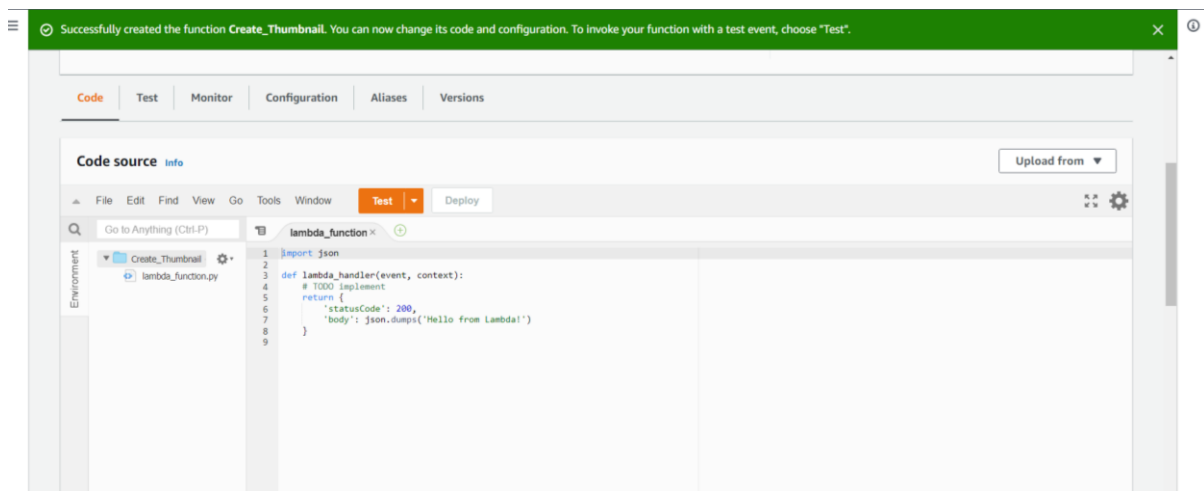 Successfully created the function Create_Thumbnail. You can now change its code and configuration. To invoke your function with a test event, choose "Test".
Code Test Monitor Configuration Aliases Versions
Code source Info Upload from
File Edit Find View Go Tools Window Test Deploy
Go to Anything (Ctrl-P) lambda_function
Environment
Create_Thumbnail
lambda_function.py
1 import json
2
3 def lambda_handler(event, context):
4     # TODO implement
5     return {
6         'statusCode': 200,
7         'body': json.dumps('Hello from Lambda!')
8     }
9